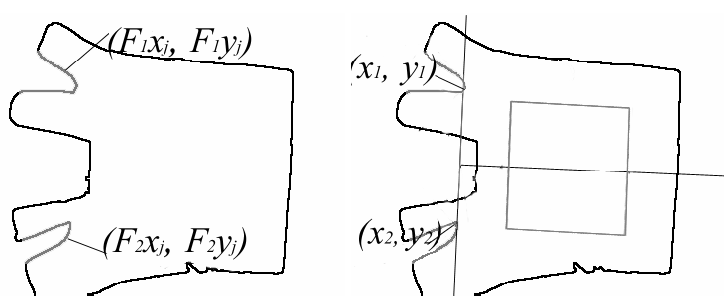 (F₁xⱼ, F₁yⱼ)
(x₁, y₁)
(F₂xⱼ, F₂yⱼ)
(x₂, y₂)